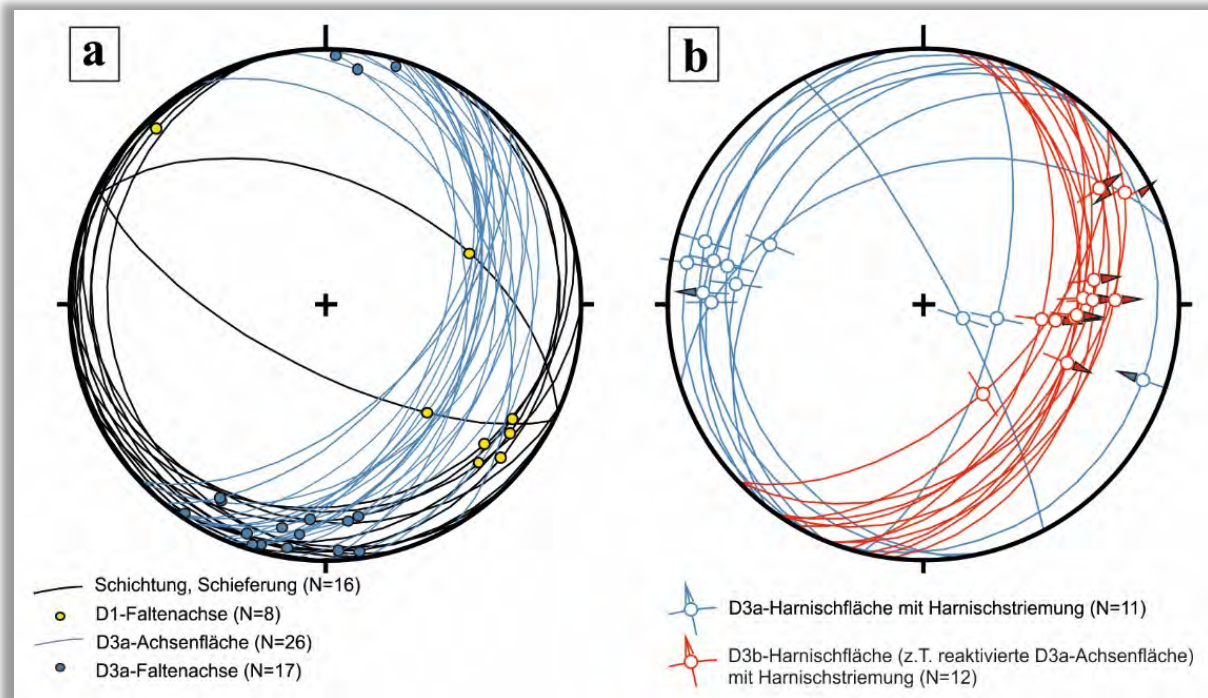 a
b
Schichtung, Schieferung (N=16)
D1-Faltenachse (N=8)
D3a-Achsenfläche (N=26)
D3a-Faltenachse (N=17)
D3a-Harnischfläche mit Harnischstriemung (N=11)
D3b-Harnischfläche (z.T. reaktivierte D3a-Achsenfläche)
mit Harnischstriemung (N=12)